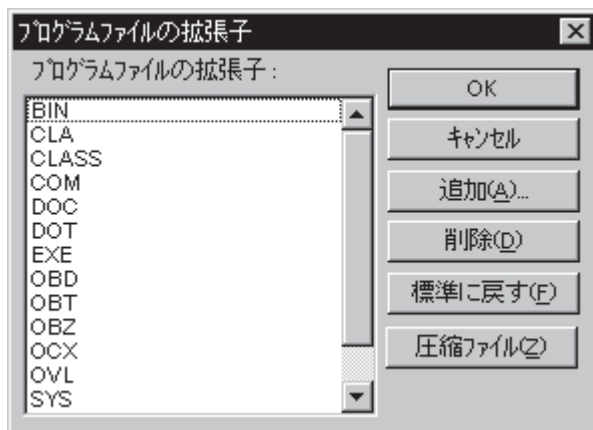 プログラムファイルの拡張子
プログラムファイルの拡張子:
BIN
CLA
CLASS
COM
DOC
DOT
EXE
OBD
OBT
OBZ
OCX
OVL
SYS
OK
キャンセル
追加(A)...
削除(D)
標準に戻す(F)
圧縮ファイル(Z)